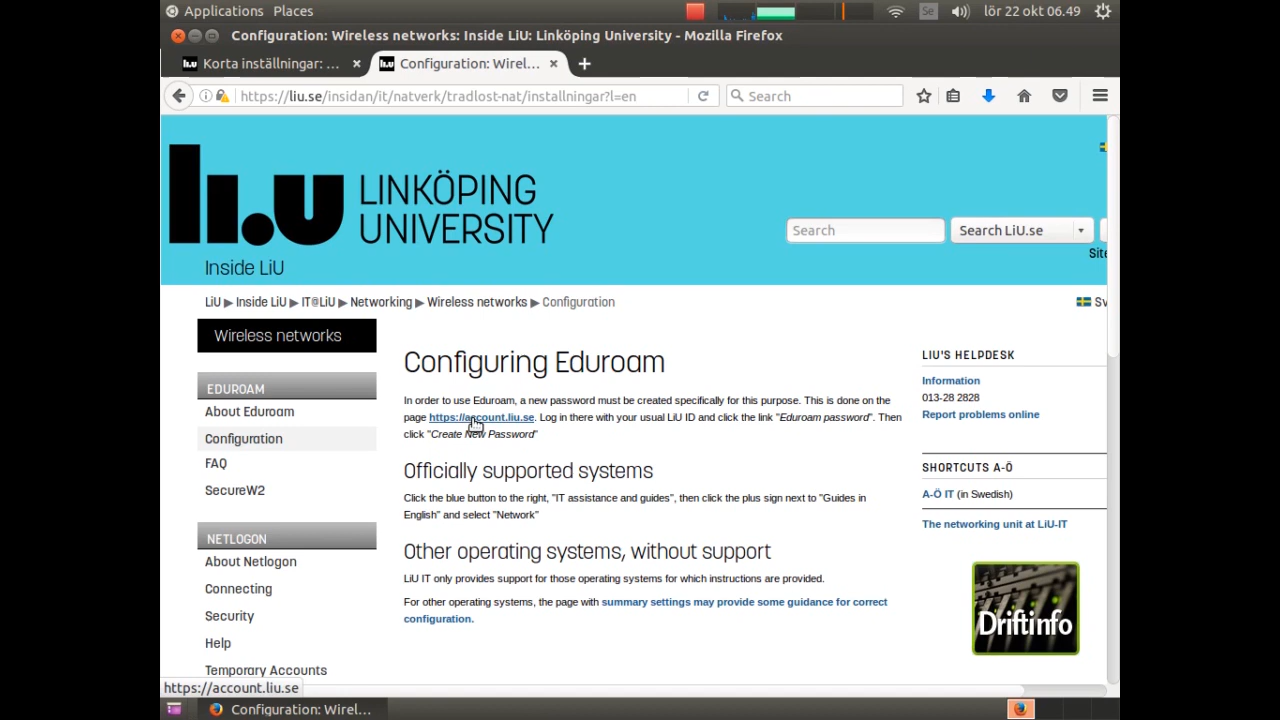 Applications Places
Se
lör 22 okt 06.49
Configuration: Wireless networks: Inside LiU: Linköping University - Mozilla Firefox
Korta inställningar: ...
Configuration: Wirel...
https://liu.se/insidan/it/natverk/tradlost-nat/installningar?l=en
Search
li.u LINKÖPING
UNIVERSITY
Inside LiU
Search
Search LiU.se
Site
LiU ▶ Inside LiU ▶ IT@LiU ▶ Networking ▶ Wireless networks ▶ Configuration
Sv
Wireless networks
EDUROAM
About Eduroam
Configuration
FAQ
SecureW2
NETLOGON
About Netlogon
Connecting
Security
Help
Temporary Accounts
Configuring Eduroam
In order to use Eduroam, a new password must be created specifically for this purpose. This is done on the
page https://account.liu.se. Log in there with your usual LiU ID and click the link "Eduroam password". Then
click "Create New Password"
Officially supported systems
Click the blue button to the right, "IT assistance and guides", then click the plus sign next to "Guides in
English" and select "Network"
Other operating systems, without support
LiU IT only provides support for those operating systems for which instructions are provided.
For other operating systems, the page with summary settings may provide some guidance for correct
configuration.
LIU'S HELPDESK
Information
013-28 2828
Report problems online
SHORTCUTS A-Ö
A-Ö IT (in Swedish)
The networking unit at LiU-IT
Driftinfo
https://account.liu.se
Configuration: Wirel...